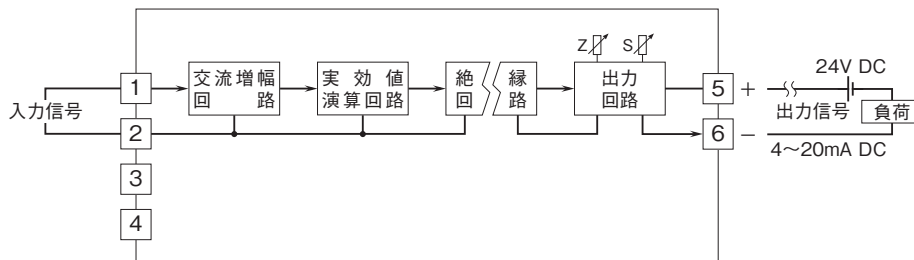 Z S
24V DC
1
交流増幅
回路
実効値
演算回路
絶縁
回路
出力
回路
5 +
入力信号
出力信号
負荷
2
6 −
4〜20mA DC
3
4